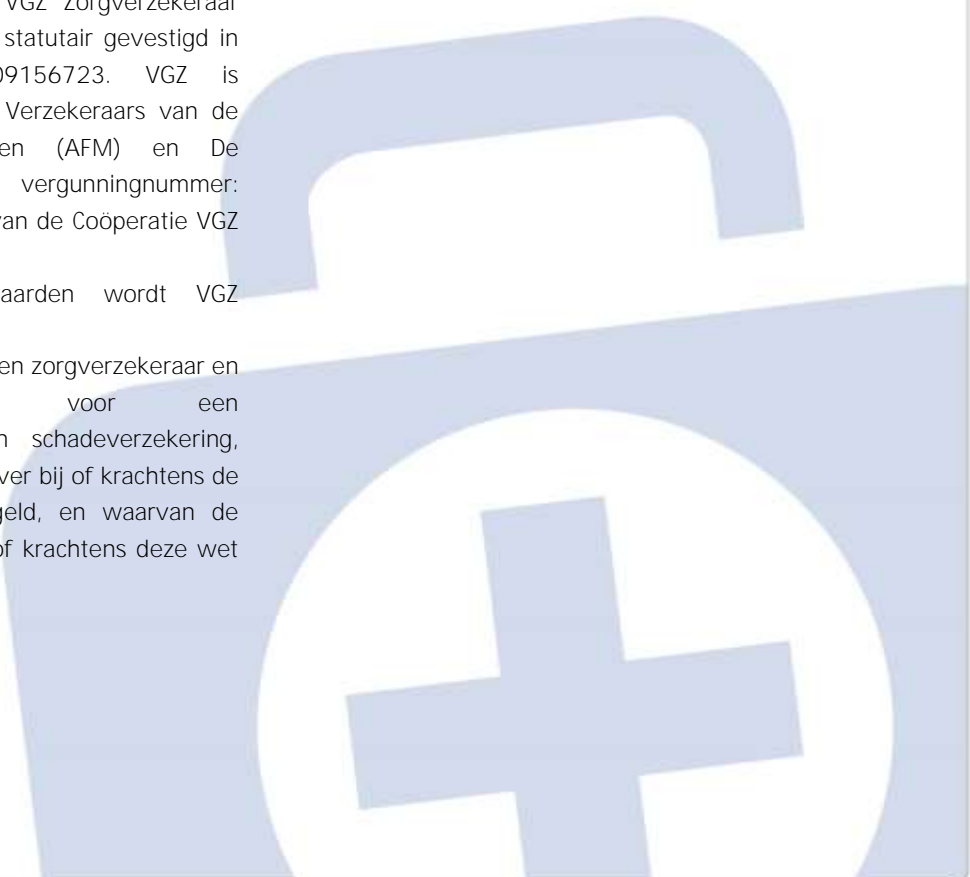 VGZ Zorgverzekeraar
statutair gevestigd in
09156723. VGZ is
Verzekeraars van de
en (AFM) en De
vergunningnummer:
van de Coöperatie VGZ
aarden wordt VGZ
en zorgverzekeraar en
voor een
schadeverzekering,
ver bij of krachtens de
geld, en waarvan de
of krachtens deze wet